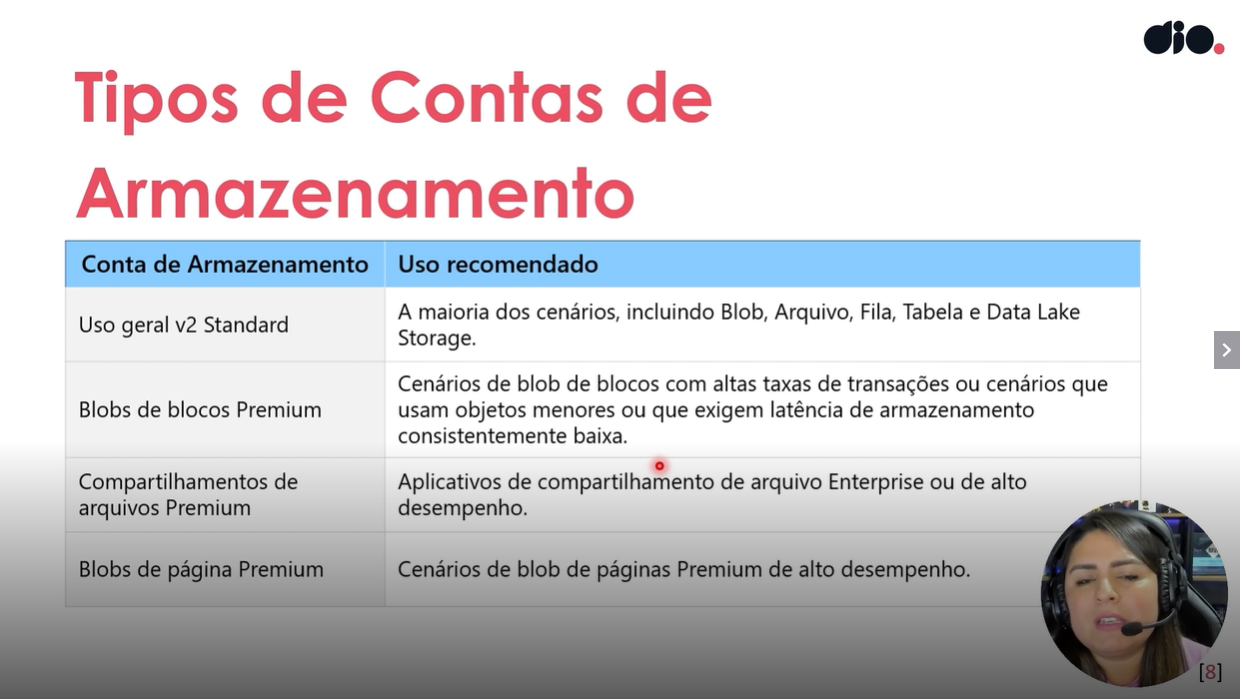 dio.
Tipos de Contas de
Armazenamento
Conta de Armazenamento
Uso recomendado
Uso geral v2 Standard
A maioria dos cenários, incluindo Blob, Arquivo, Fila, Tabela e Data Lake
Storage.
Blobs de blocos Premium
Cenários de blob de blocos com altas taxas de transações ou cenários que
usam objetos menores ou que exigem latência de armazenamento
consistentemente baixa.
Compartilhamentos de
arquivos Premium
Aplicativos de compartilhamento de arquivo Enterprise ou de alto
desempenho.
Blobs de página Premium
Cenários de blob de páginas Premium de alto desempenho.
[8]